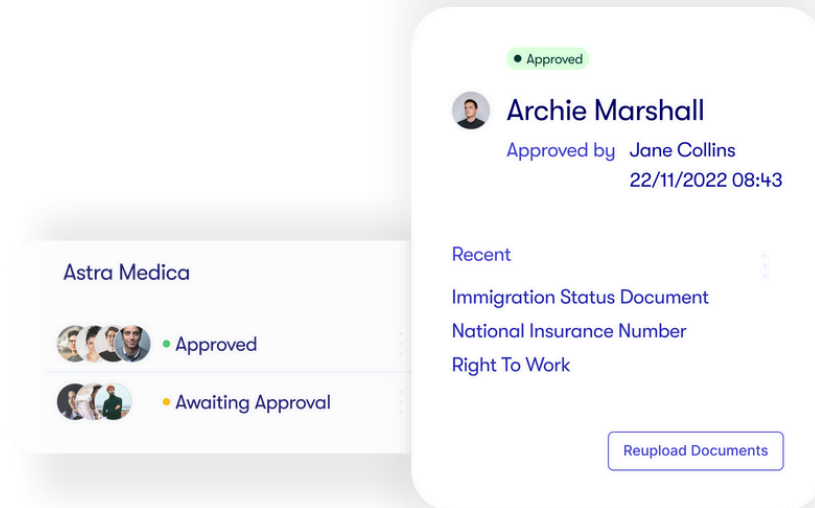 Approved
Archie Marshall
Approved by Jane Collins
22/11/2022 08:43
Recent
Immigration Status Document
National Insurance Number
Right To Work
Reupload Documents
Astra Medica
Approved
Awaiting Approval